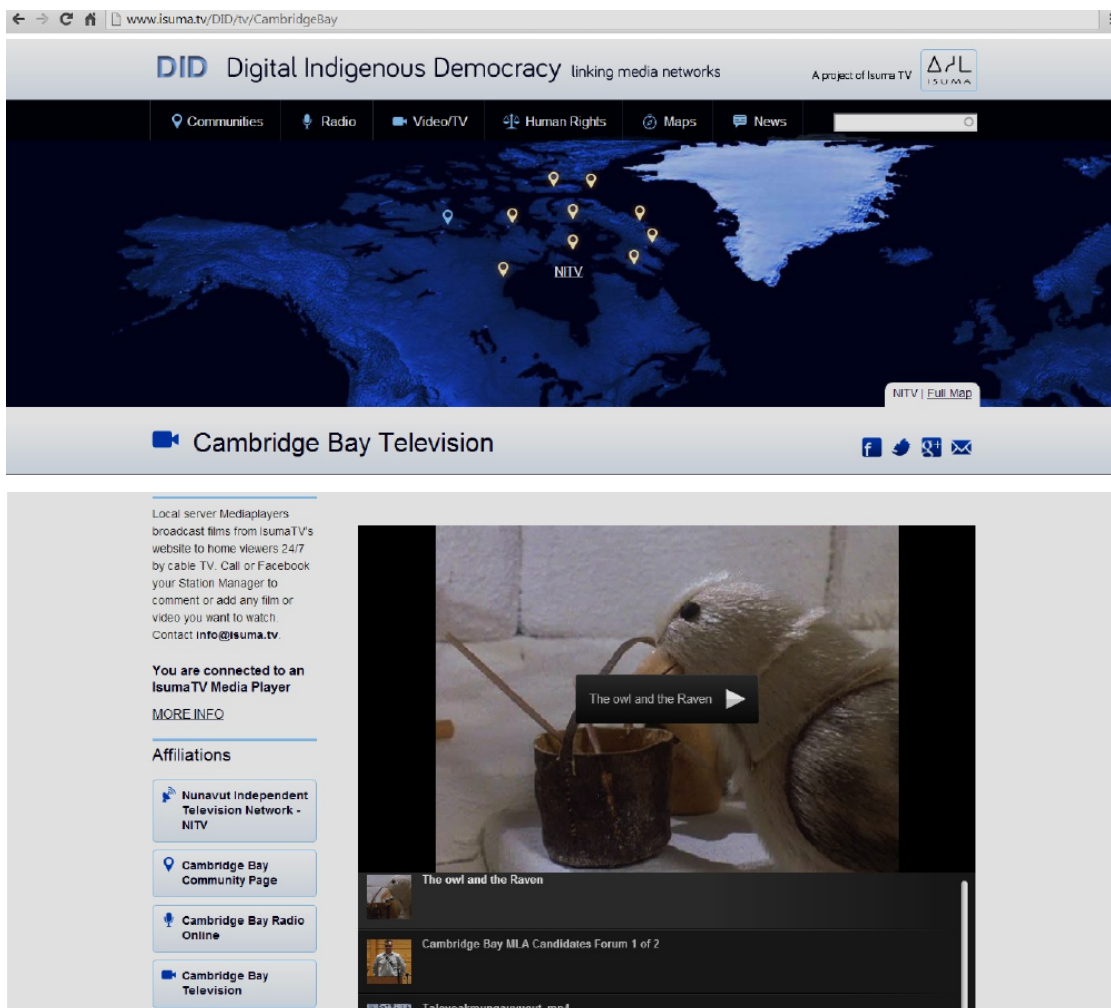 www.isuma.tv/DID/tv/CambridgeBay
DID Digital Indigenous Democracy linking media networks
A project of Isuma TV
ᐃᓱᒪ
ISUMA
Communities Radio Video/TV Human Rights Maps News
NITV
NITV | Full Map
Cambridge Bay Television
Local server Mediaplayers
broadcast films from IsumaTV's
website to home viewers 24/7
by cable TV. Call or Facebook
your Station Manager to
comment or add any film or
video you want to watch.
Contact info@isuma.tv.
You are connected to an
IsumaTV Media Player
MORE INFO
Affiliations
Nunavut Independent
Television Network -
NITV
Cambridge Bay
Community Page
Cambridge Bay Radio
Online
Cambridge Bay
Television
The owl and the Raven
The owl and the Raven
Cambridge Bay MLA Candidates Forum 1 of 2